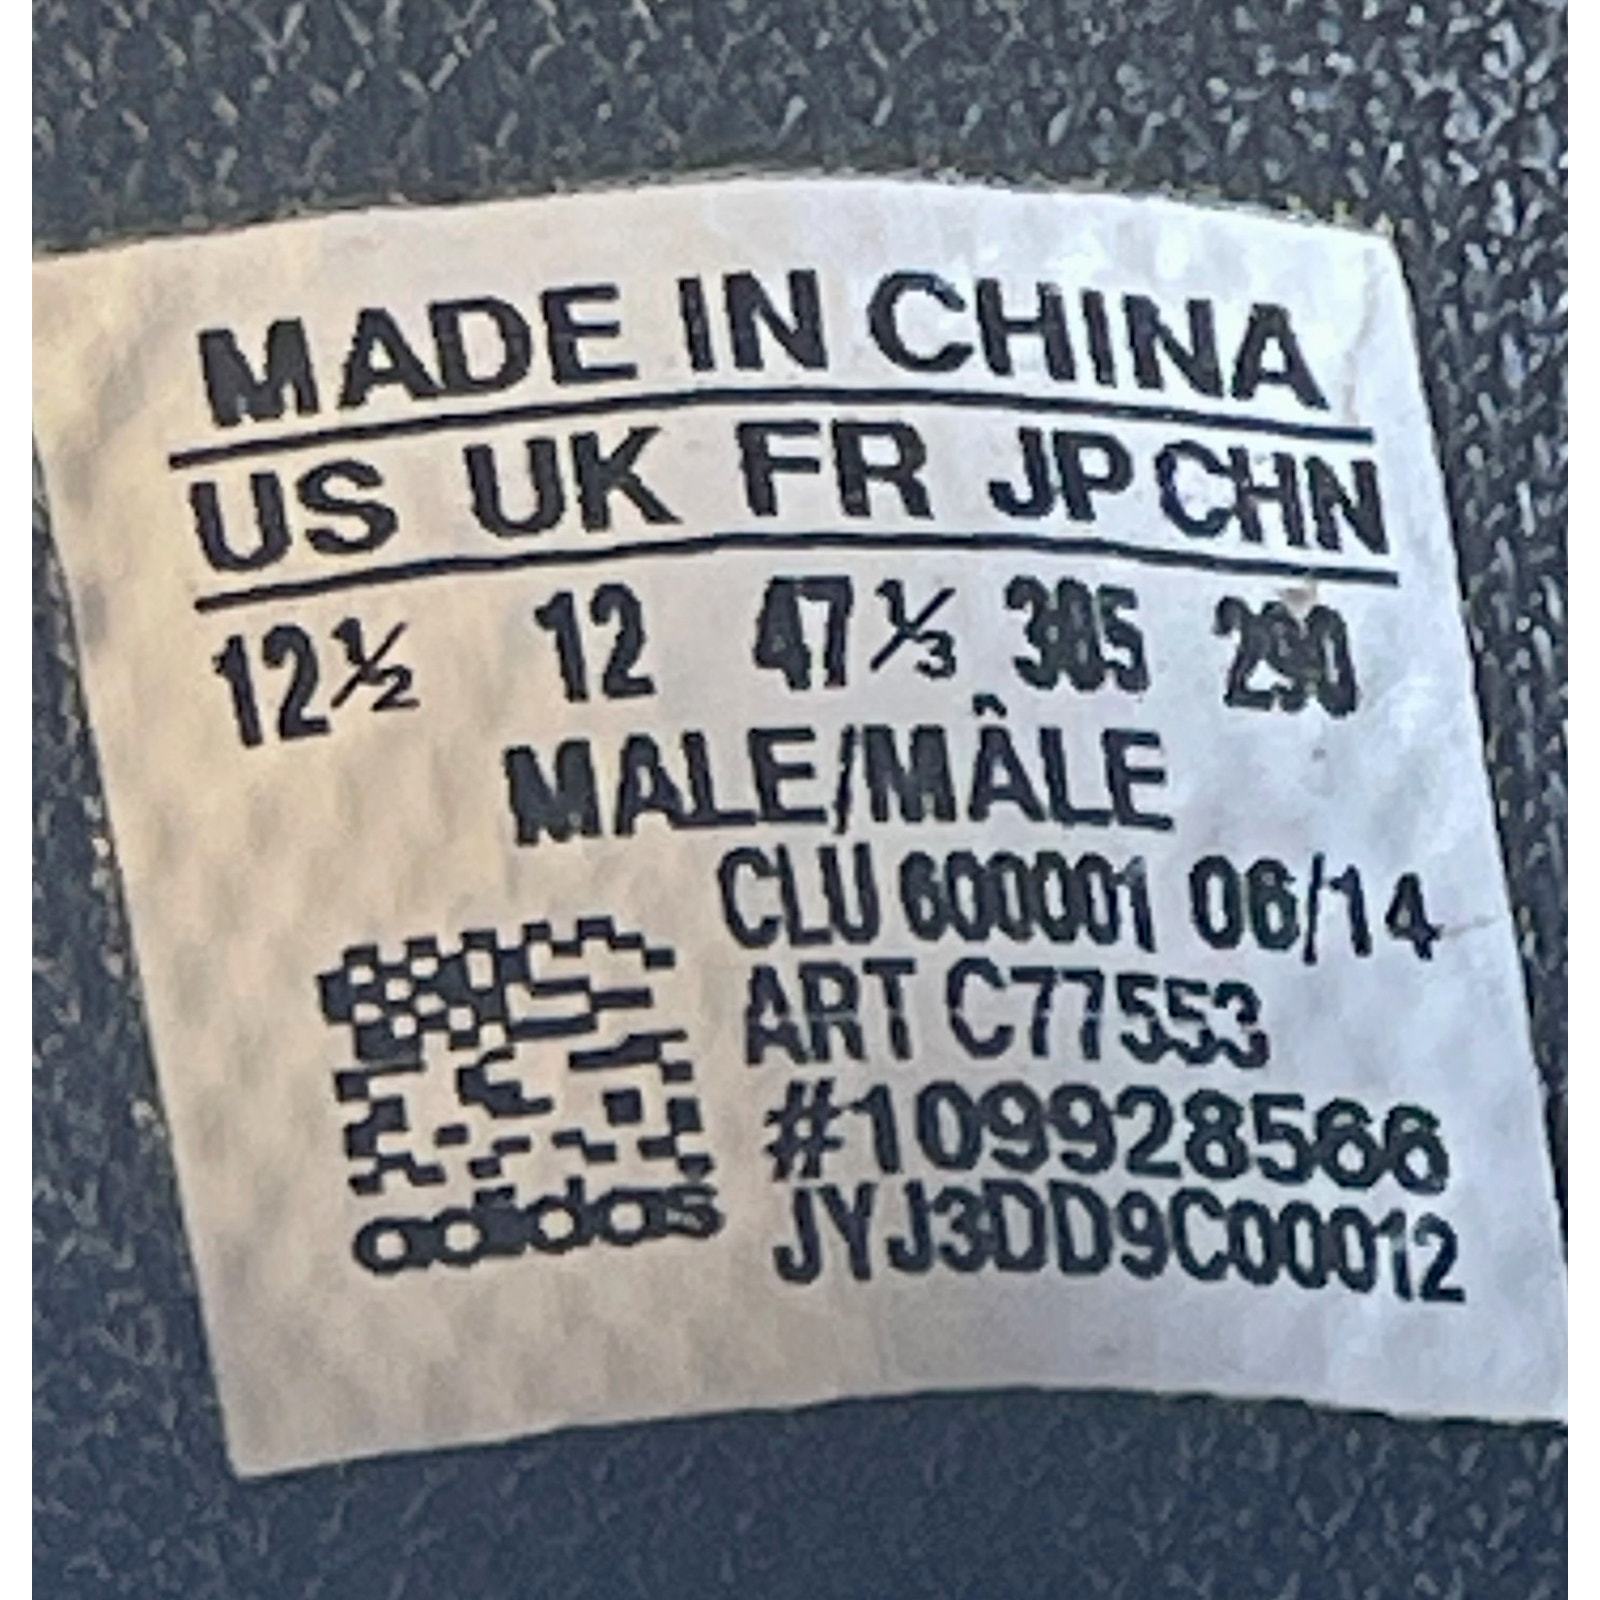 MADE IN CHINA
US UK FR JP CHN
12½ 12 47⅓ 305 290
MALE/MÂLE
CLU 600001 06/14
ART C77553
#109928566
adidas JYJ3DD9C00012